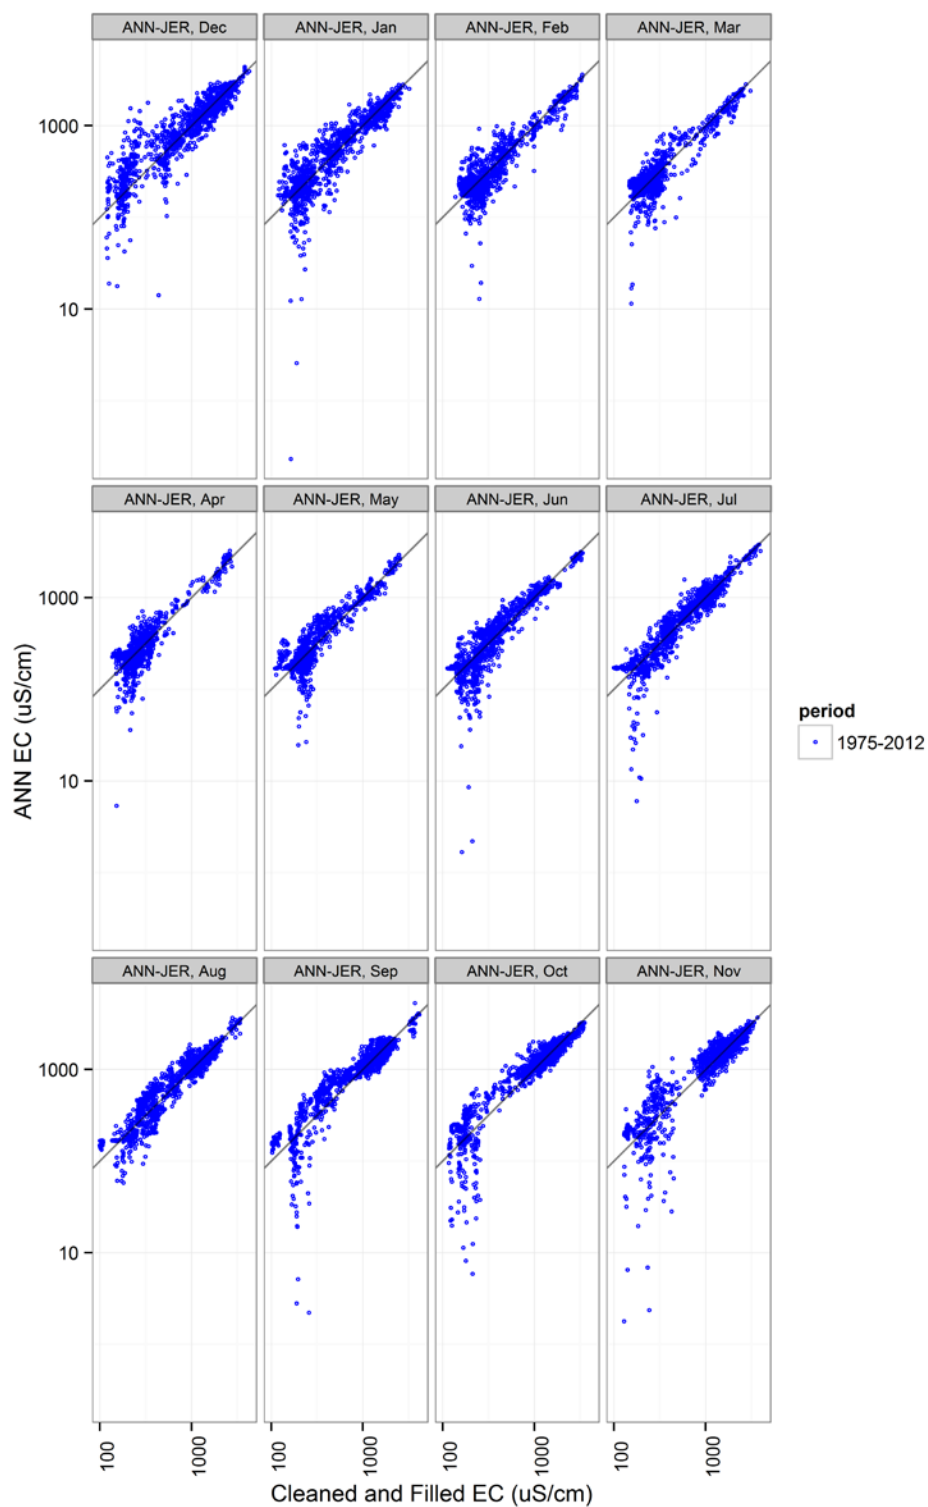 ANN-JER, Dec ANN-JER, Jan ANN-JER, Feb ANN-JER, Mar
1000
10
ANN-JER, Apr ANN-JER, May ANN-JER, Jun ANN-JER, Jul
1000
10
ANN EC (uS/cm)
period
1975-2012
ANN-JER, Aug ANN-JER, Sep ANN-JER, Oct ANN-JER, Nov
1000
10
100 1000 100 1000 100 1000 100 1000
Cleaned and Filled EC (uS/cm)